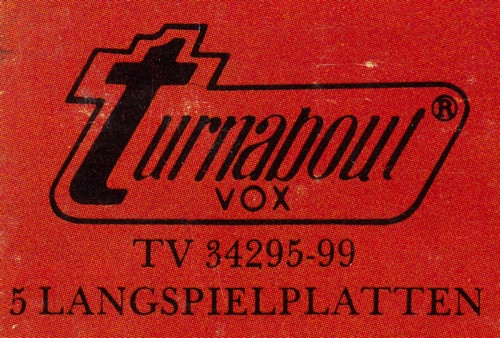 turnabout®
VOX
TV 34295-99
5 LANGSPIELPLATTEN